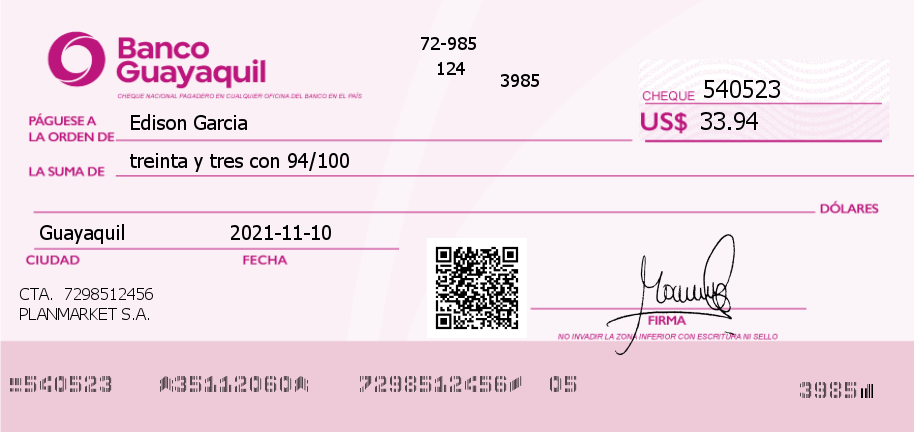 Banco
Guayaquil
CHEQUE NACIONAL PAGADERO EN CUALQUIER OFICINA DEL BANCO EN EL PAÍS
72-985
124
3985
CHEQUE 540523
PÁGUESE A
LA ORDEN DE Edison Garcia
US$ 33.94
LA SUMA DE treinta y tres con 94/100
DÓLARES
Guayaquil 2021-11-10
CIUDAD FECHA
CTA. 7298512456
PLANMARKET S.A.
FIRMA
NO INVADIR LA ZONA INFERIOR CON ESCRITURA NI SELLO
540523 A35112060A 7298512456 05 3985